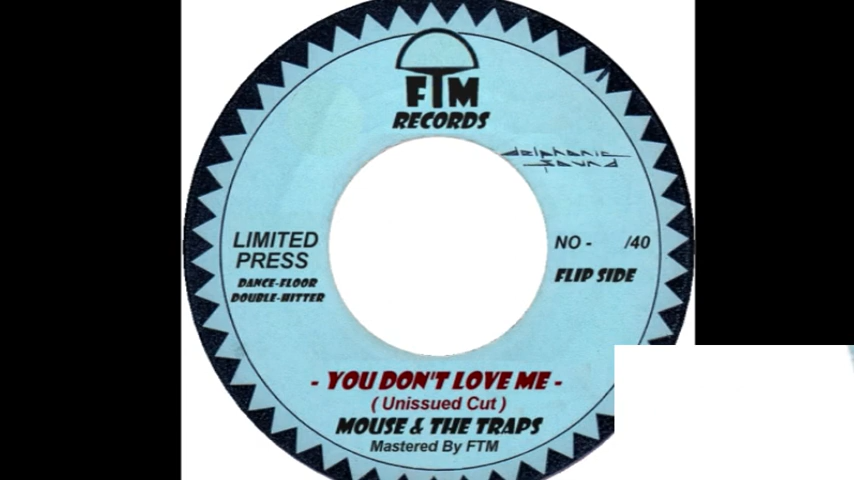 FTM
RECORDS
delphonic
sound
LIMITED
PRESS
DANCE-FLOOR
DOUBLE-HITTER
NO - /40
FLIP SIDE
- YOU DON'T LOVE ME -
( Unissued Cut )
MOUSE & THE TRAPS
Mastered By FTM